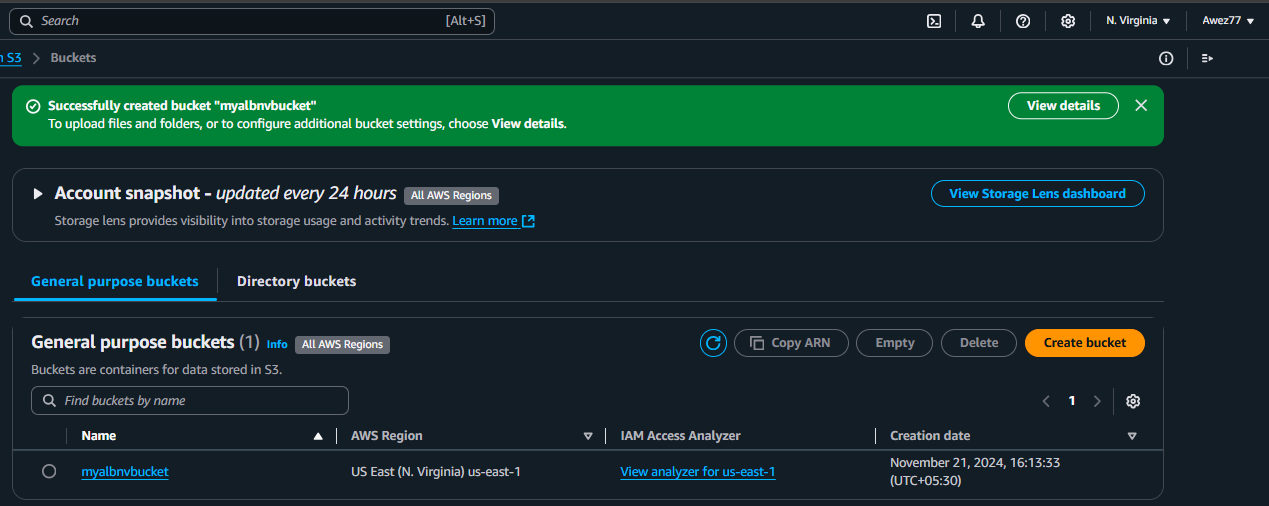 Search [Alt+S] N. Virginia Awez77
n S3 Buckets
Successfully created bucket "myalbnvbucket"
To upload files and folders, or to configure additional bucket settings, choose View details.
View details
Account snapshot - updated every 24 hours All AWS Regions
Storage lens provides visibility into storage usage and activity trends. Learn more
View Storage Lens dashboard
General purpose buckets Directory buckets
General purpose buckets (1) Info All AWS Regions
Copy ARN Empty Delete Create bucket
Buckets are containers for data stored in S3.
Find buckets by name
1
Name AWS Region IAM Access Analyzer Creation date
myalbnvbucket US East (N. Virginia) us-east-1 View analyzer for us-east-1 November 21, 2024, 16:13:33
(UTC+05:30)